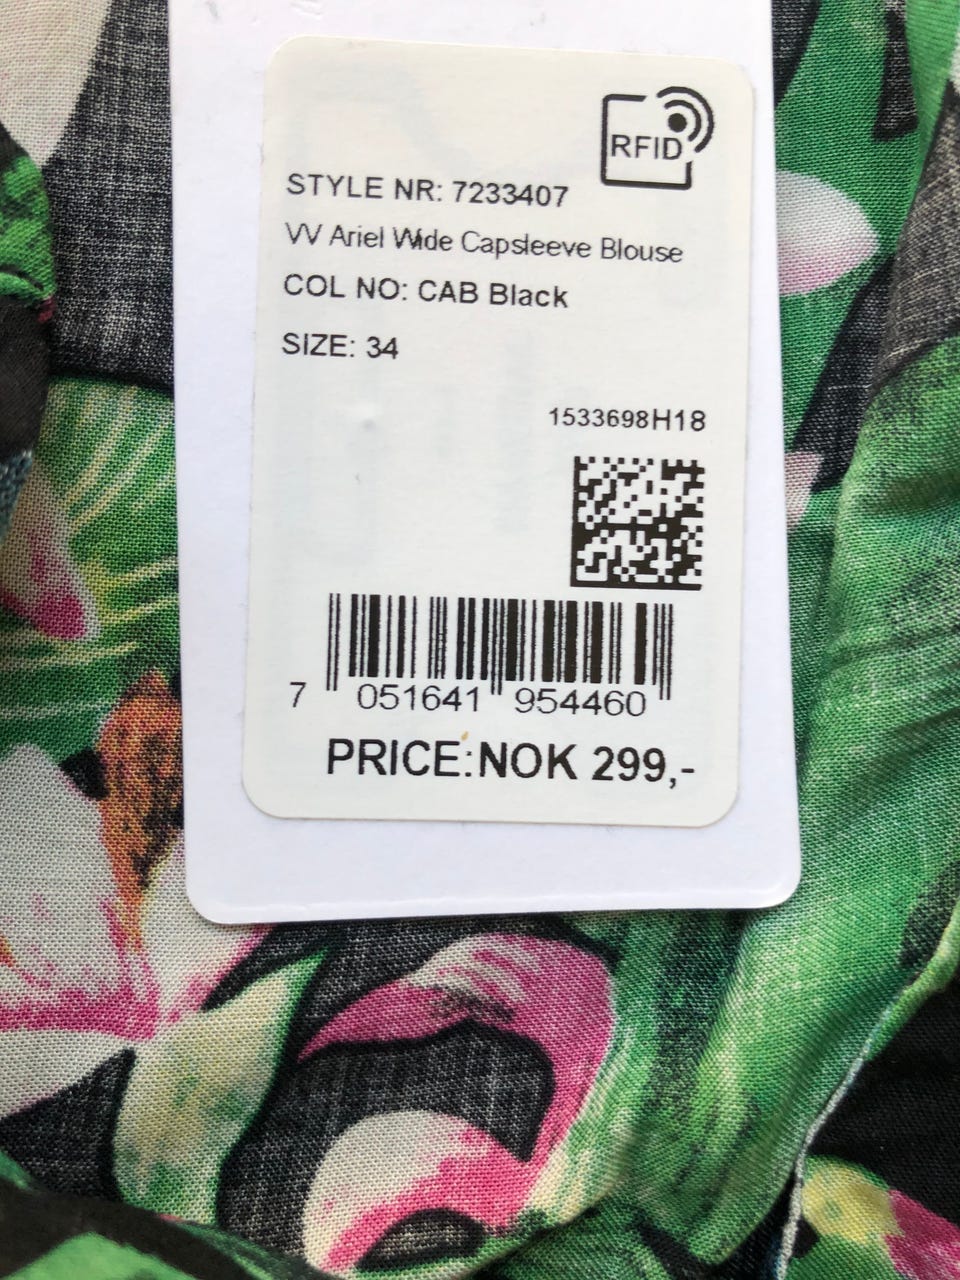 RFID
STYLE NR: 7233407
VV Ariel Wide Capsleeve Blouse
COL NO: CAB Black
SIZE: 34
1533698H18
7 051641 954460
PRICE:NOK 299,-